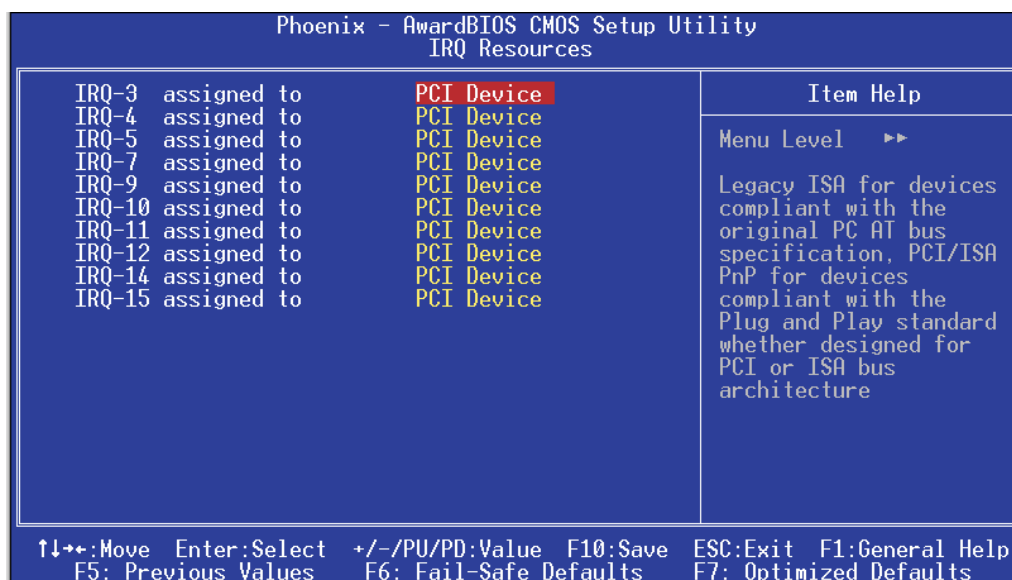 Phoenix - AwardBIOS CMOS Setup Utility
IRQ Resources
IRQ-3 assigned to PCI Device
IRQ-4 assigned to PCI Device
IRQ-5 assigned to PCI Device
IRQ-7 assigned to PCI Device
IRQ-9 assigned to PCI Device
IRQ-10 assigned to PCI Device
IRQ-11 assigned to PCI Device
IRQ-12 assigned to PCI Device
IRQ-14 assigned to PCI Device
IRQ-15 assigned to PCI Device
Item Help
Menu Level ▸▸
Legacy ISA for devices
compliant with the
original PC AT bus
specification, PCI/ISA
PnP for devices
compliant with the
Plug and Play standard
whether designed for
PCI or ISA bus
architecture
↑↓→←:Move Enter:Select +/-/PU/PD:Value F10:Save ESC:Exit F1:General Help
F5: Previous Values F6: Fail-Safe Defaults F7: Optimized Defaults